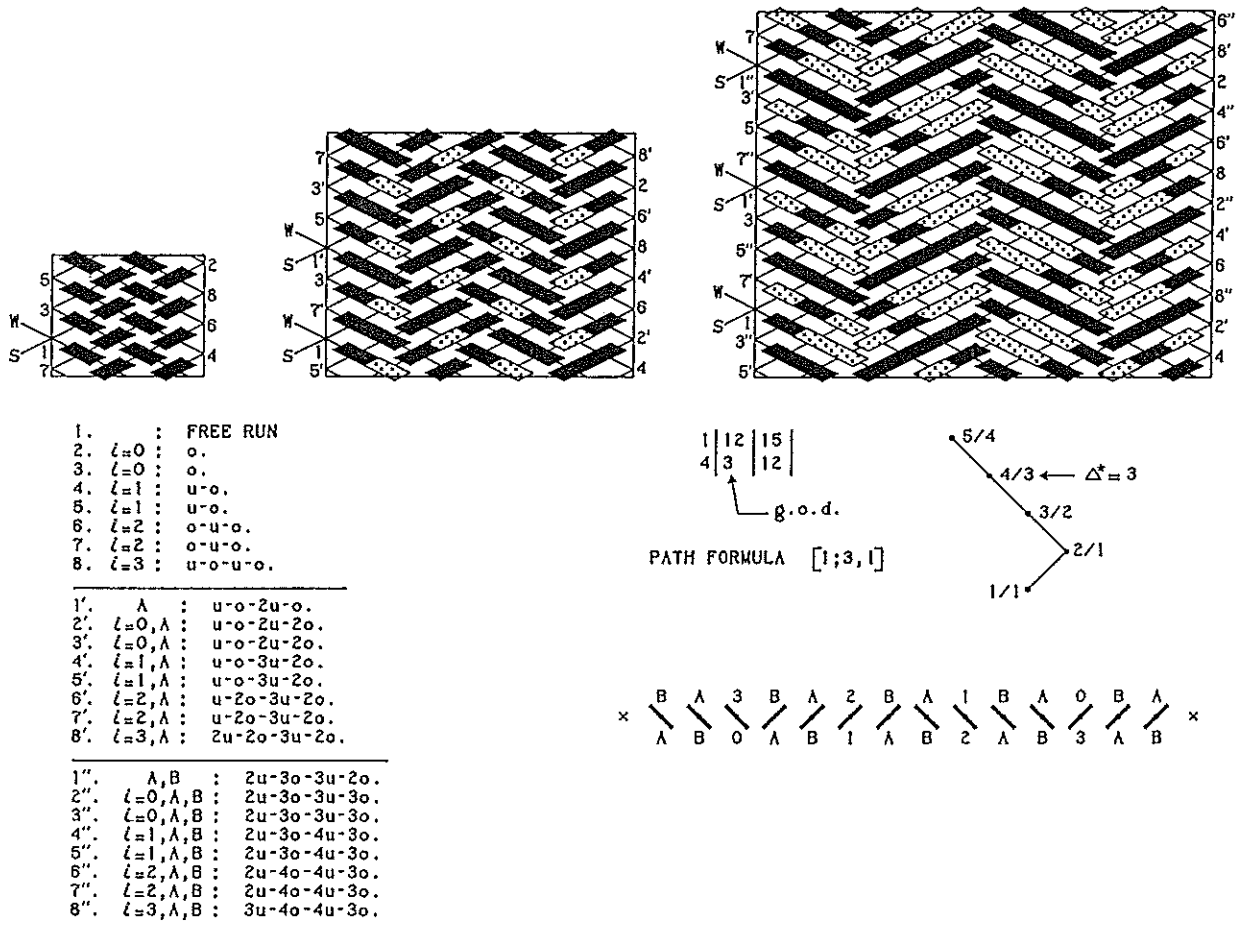 7 6"
W 8'
S 1" 2
3' 4"
5 6'
7" 8
W
S 1' 2"
3 4'
5" 6
7' 8"
W
S 1 2'
3" 4
5'
7 8'
3' 2
5 6'
W 8
S 1' 4'
3 6
7' 2'
W
S 1 4
5'
5 2
3 8
W 6
S 1 4
7
1. : FREE RUN
2. i=0 : o.
3. i=0 : o.
4. i=1 : u-o.
5. i=1 : u-o.
6. i=2 : o-u-o.
7. i=2 : o-u-o.
8. i=3 : u-o-u-o.
1'. A : u-o-2u-o.
2'. i=0,A : u-o-2u-2o.
3'. i=0,A : u-o-2u-2o.
4'. i=1,A : u-o-3u-2o.
5'. i=1,A : u-o-3u-2o.
6'. i=2,A : u-2o-3u-2o.
7'. i=2,A : u-2o-3u-2o.
8'. i=3,A : 2u-2o-3u-2o.
1". A,B : 2u-3o-3u-2o.
2". i=0,A,B : 2u-3o-3u-3o.
3". i=0,A,B : 2u-3o-3u-3o.
4". i=1,A,B : 2u-3o-4u-3o.
5". i=1,A,B : 2u-3o-4u-3o.
6". i=2,A,B : 2u-4o-4u-3o.
7". i=2,A,B : 2u-4o-4u-3o.
8". i=3,A,B : 3u-4o-4u-3o.
1|12|15|
4|3 |12|
g.o.d.
PATH FORMULA [1;3,1]
5/4
4/3 ← Δ*=3
3/2
2/1
1/1
B A 3 B A 2 B A 1 B A 0 B A
× ×
A B 0 A B 1 A B 2 A B 3 A B